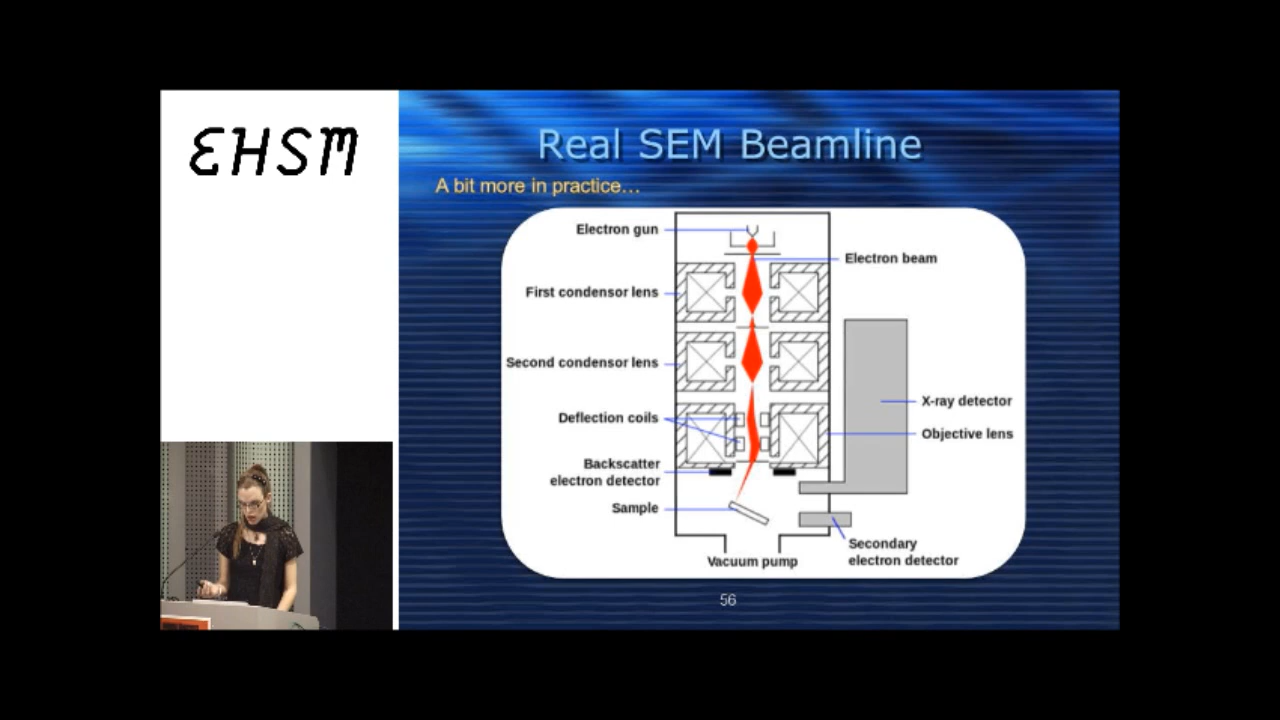 EHSM
Real SEM Beamline
A bit more in practice...
Electron gun
Electron beam
First condensor lens
Second condensor lens
X-ray detector
Deflection coils
Objective lens
Backscatter
electron detector
Sample
Secondary
electron detector
Vacuum pump
56